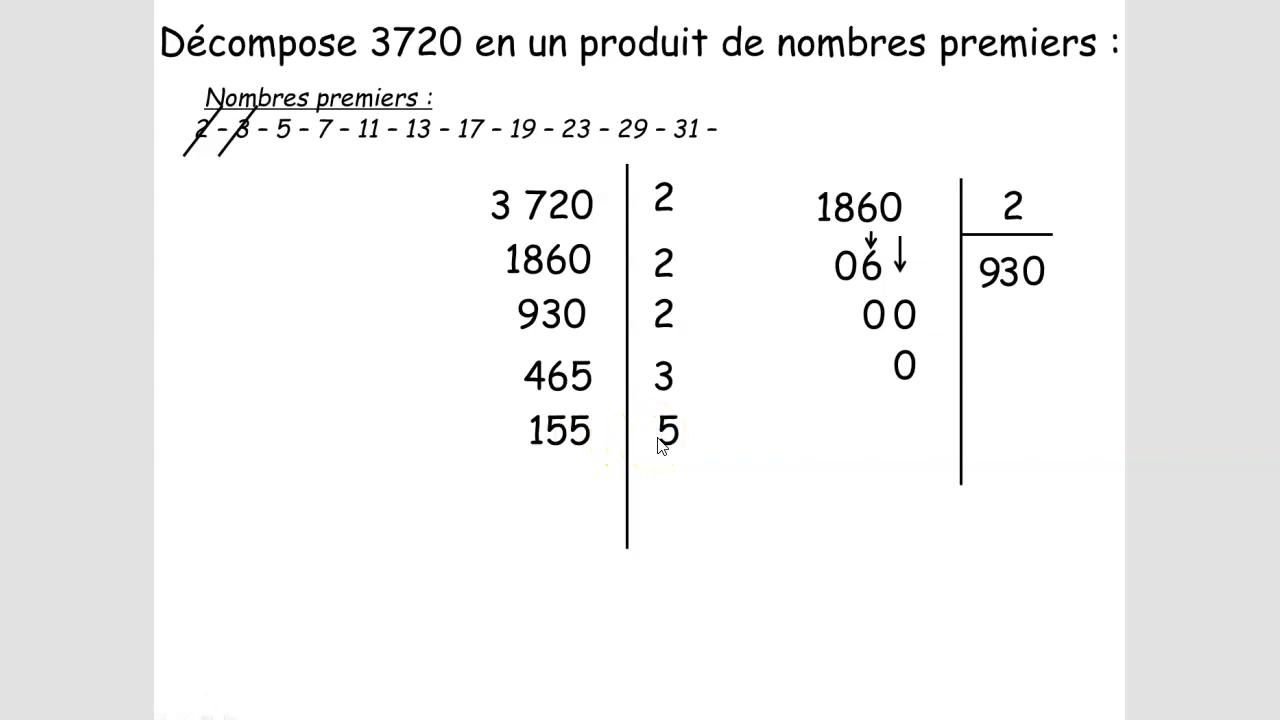 Décompose 3720 en un produit de nombres premiers :
Nombres premiers :
2 – 3 – 5 – 7 – 11 – 13 – 17 – 19 – 23 – 29 – 31 –
3 720 2
1860 2
930 2
465 3
155 5
1860 2
06 930
00
0